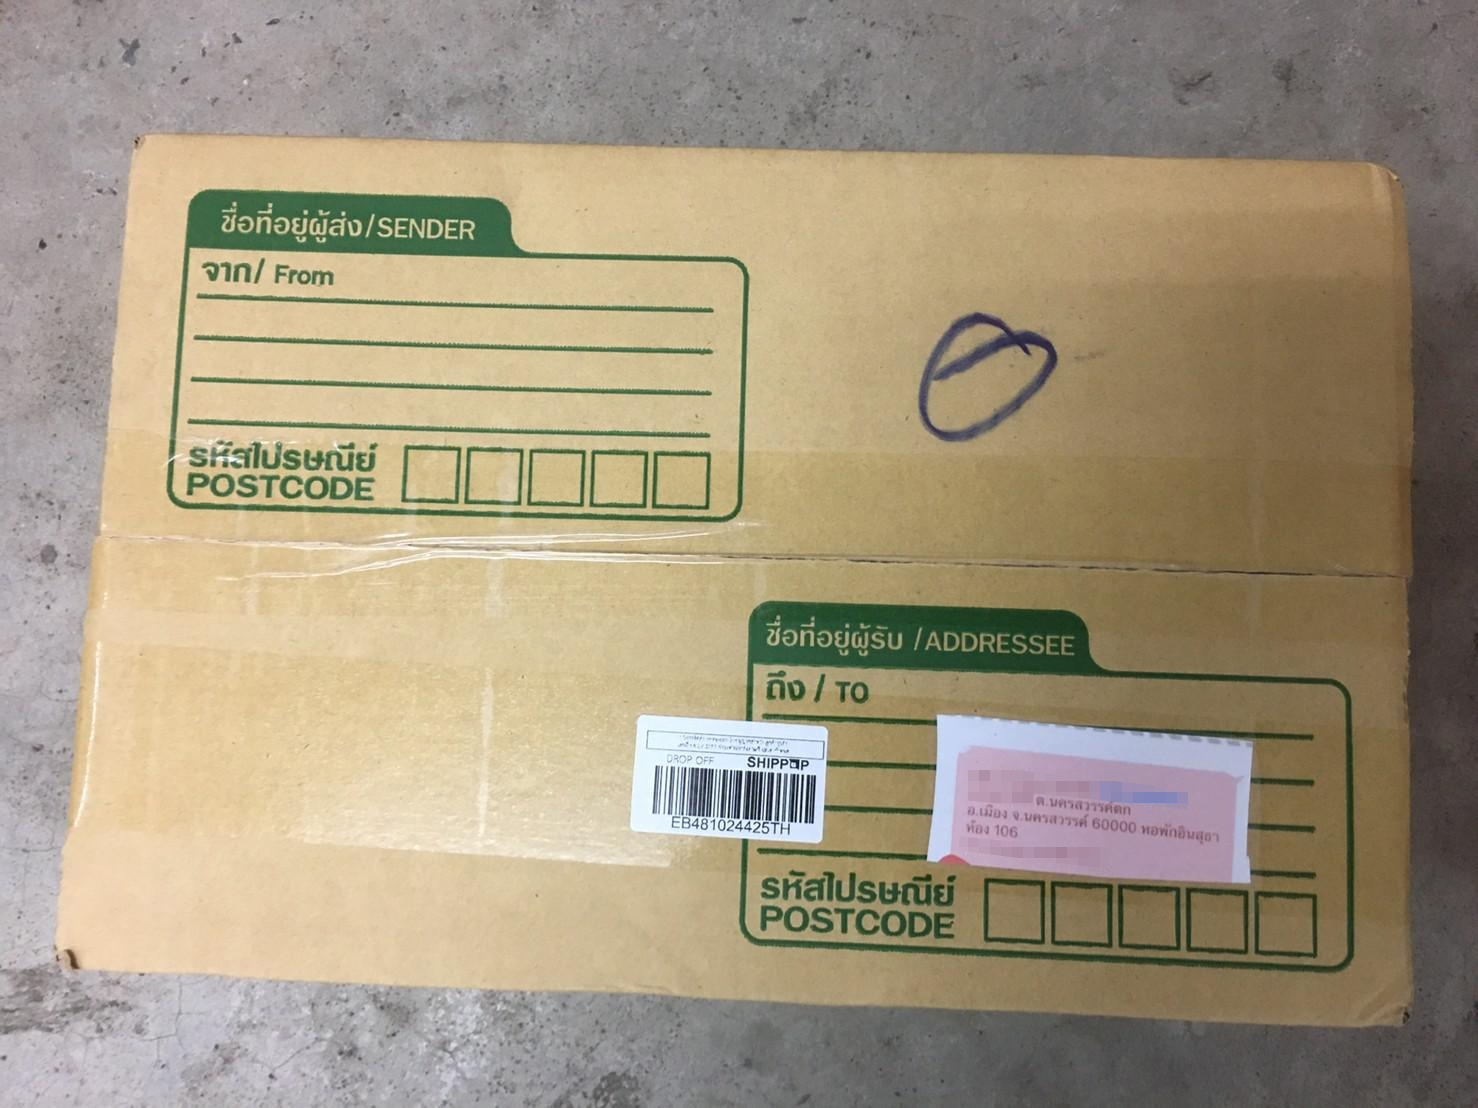 ชื่อที่อยู่ผู้ส่ง/SENDER
จาก/ From
รหัสไปรษณีย์
POSTCODE
ชื่อที่อยู่ผู้รับ /ADDRESSEE
ถึง / TO
DROP OFF SHIPPOP
EB481024425TH
ต.นครสวรรค์ตก
อ.เมือง จ.นครสวรรค์ 60000 หอพักอินสุธา
ห้อง 106
รหัสไปรษณีย์
POSTCODE